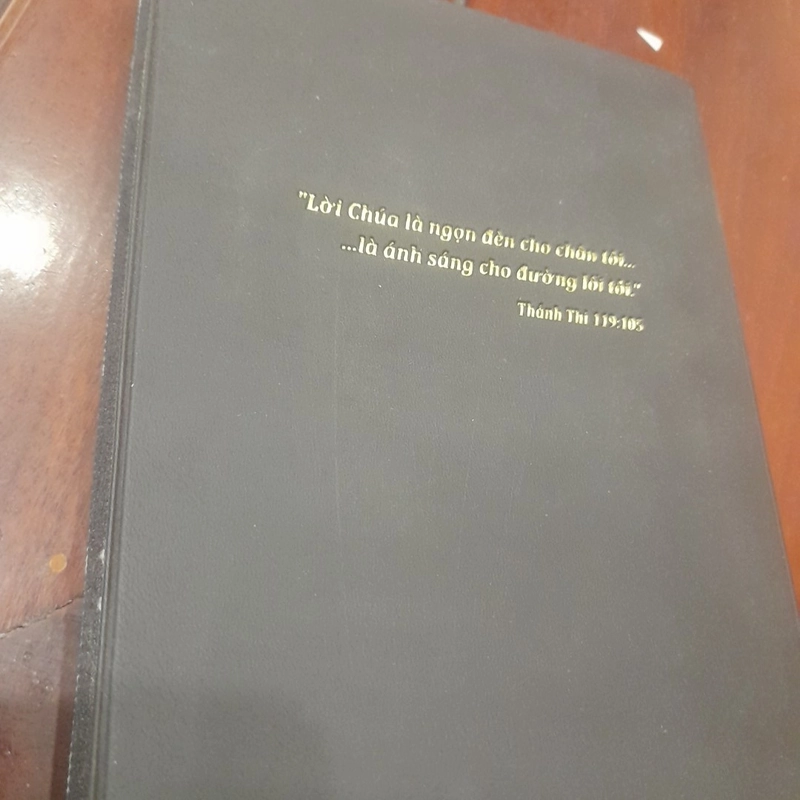 "Lời Chúa là ngọn đèn cho chân tôi...
...là ánh sáng cho đường lối tôi."
Thánh Thi 119:105